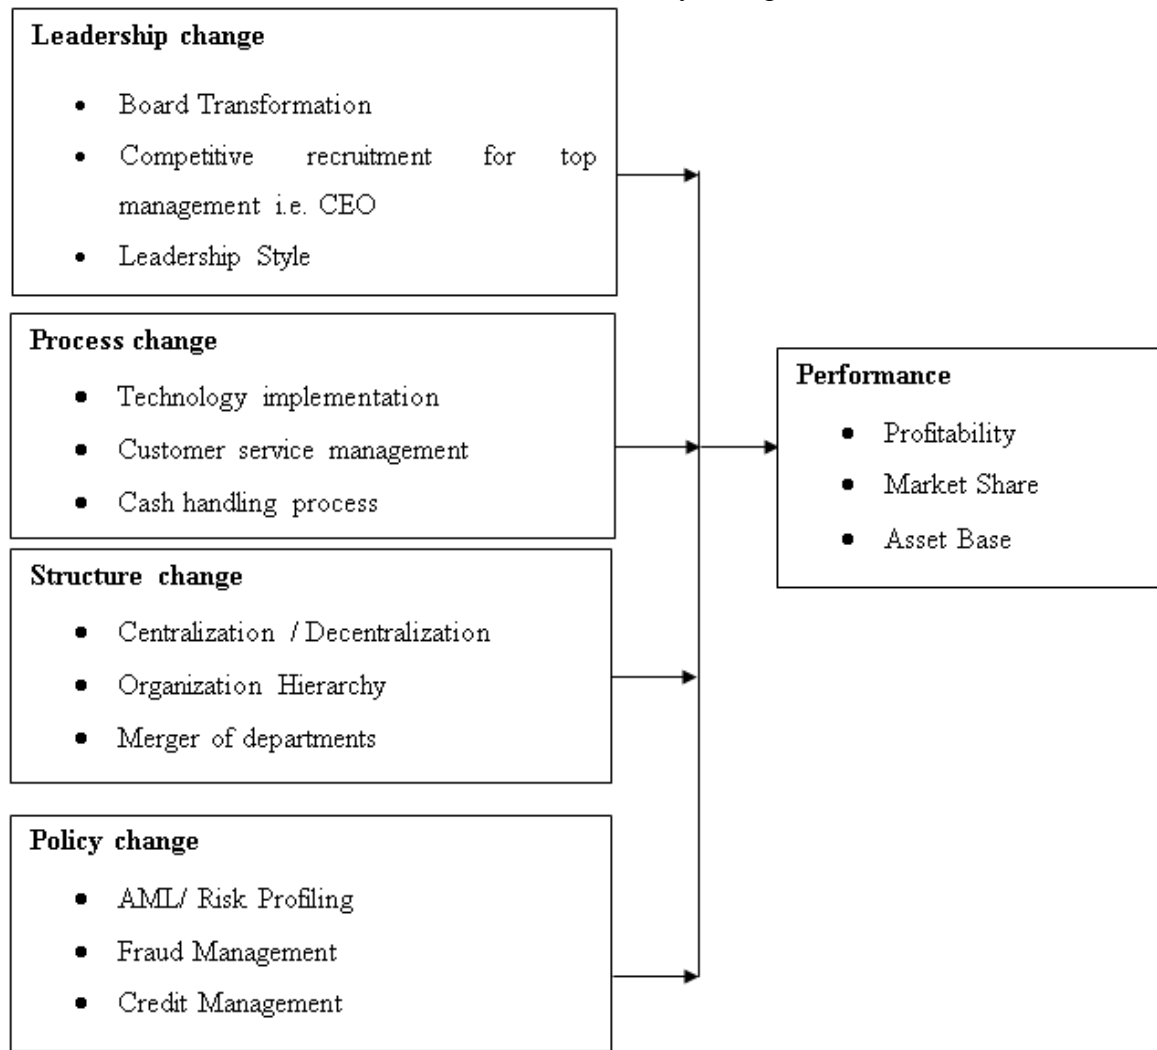 Leadership change
• Board Transformation
• Competitive recruitment for top
management i.e. CEO
• Leadership Style
Process change
• Technology implementation
• Customer service management
• Cash handling process
Structure change
• Centralization / Decentralization
• Organization Hierarchy
• Merger of departments
Policy change
• AML/ Risk Profiling
• Fraud Management
• Credit Management
Performance
• Profitability
• Market Share
• Asset Base